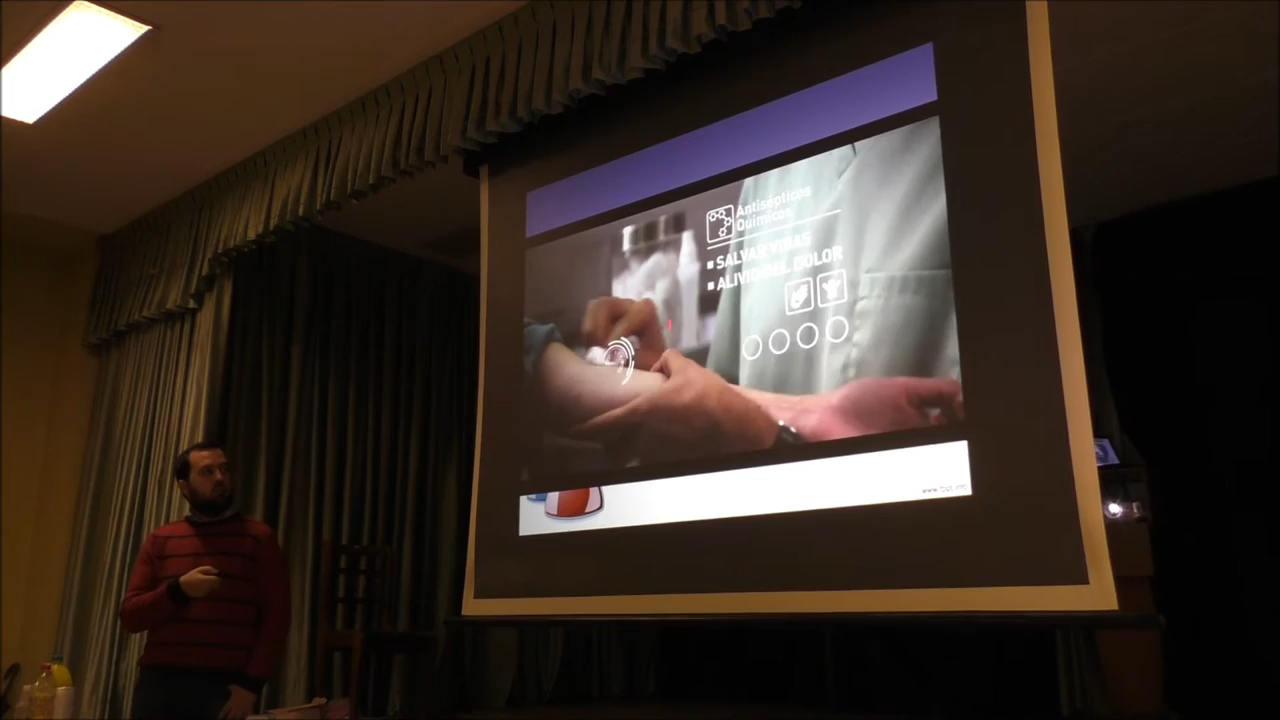 Antisépticos
Químicos
▪ SALVAR VIDAS
▪ ALIVIO DEL DOLOR